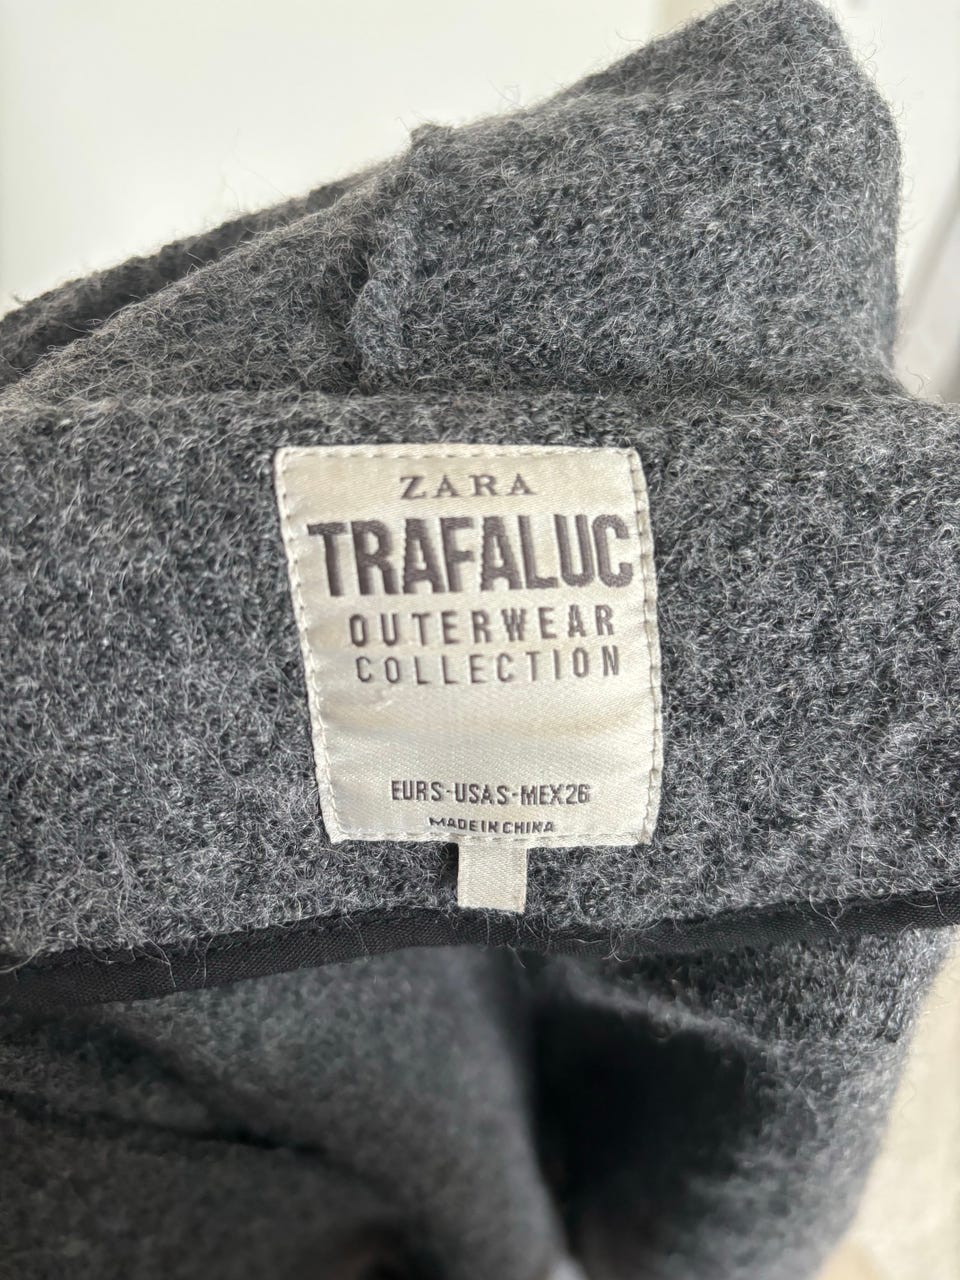 ZARA
TRAFALUC
OUTERWEAR
COLLECTION
EURS-USAS-MEX26
MADE IN CHINA